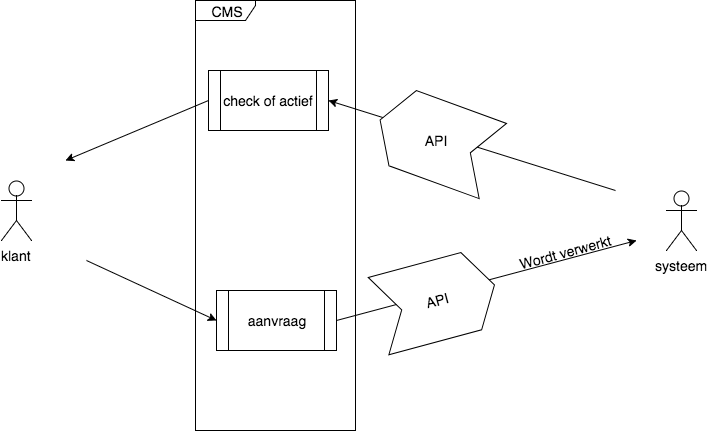 CMS
check of actief
API
klant
Wordt verwerkt
systeem
API
aanvraag